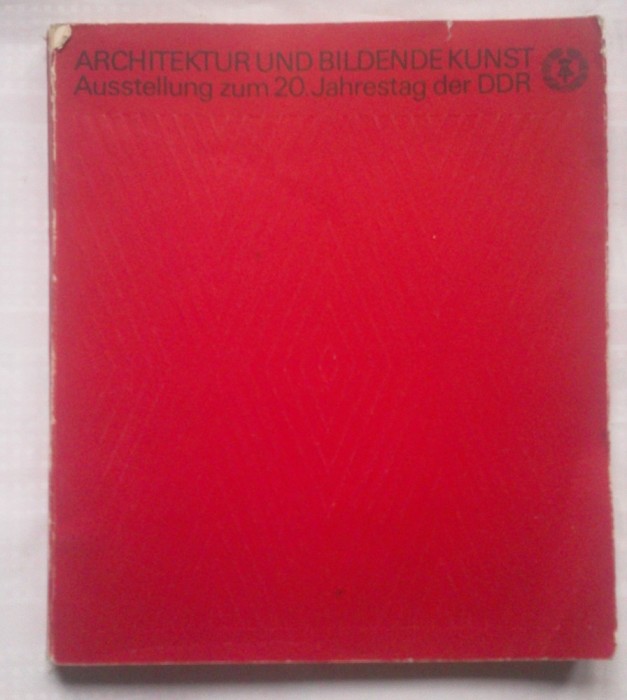 ARCHITEKTUR UND BILDENDE KUNST
Ausstellung zum 20. Jahrestag der DDR